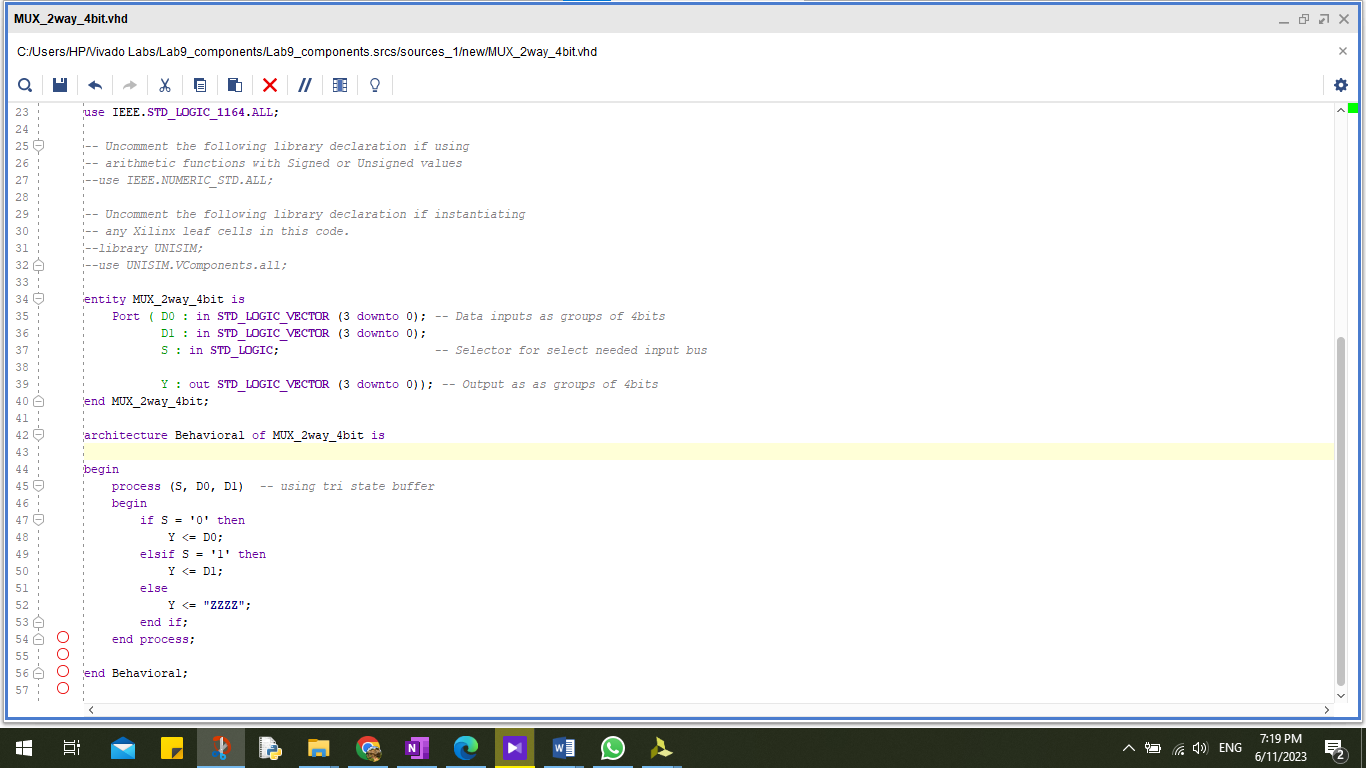 MUX_2way_4bit.vhd
C:/Users/HP/Vivado Labs/Lab9_components/Lab9_components.srcs/sources_1/new/MUX_2way_4bit.vhd
23 use IEEE.STD_LOGIC_1164.ALL;
24
25 -- Uncomment the following library declaration if using
26 -- arithmetic functions with Signed or Unsigned values
27 --use IEEE.NUMERIC_STD.ALL;
28
29 -- Uncomment the following library declaration if instantiating
30 -- any Xilinx leaf cells in this code.
31 --library UNISIM;
32 --use UNISIM.VComponents.all;
33
34 entity MUX_2way_4bit is
35 Port ( D0 : in STD_LOGIC_VECTOR (3 downto 0); -- Data inputs as groups of 4bits
36 D1 : in STD_LOGIC_VECTOR (3 downto 0);
37 S : in STD_LOGIC; -- Selector for select needed input bus
38
39 Y : out STD_LOGIC_VECTOR (3 downto 0)); -- Output as as groups of 4bits
40 end MUX_2way_4bit;
41
42 architecture Behavioral of MUX_2way_4bit is
43
44 begin
45 process (S, D0, D1) -- using tri state buffer
46 begin
47 if S = '0' then
48 Y <= D0;
49 elsif S = '1' then
50 Y <= D1;
51 else
52 Y <= "ZZZZ";
53 end if;
54 end process;
55
56 end Behavioral;
57
ENG
7:19 PM
6/11/2023
2